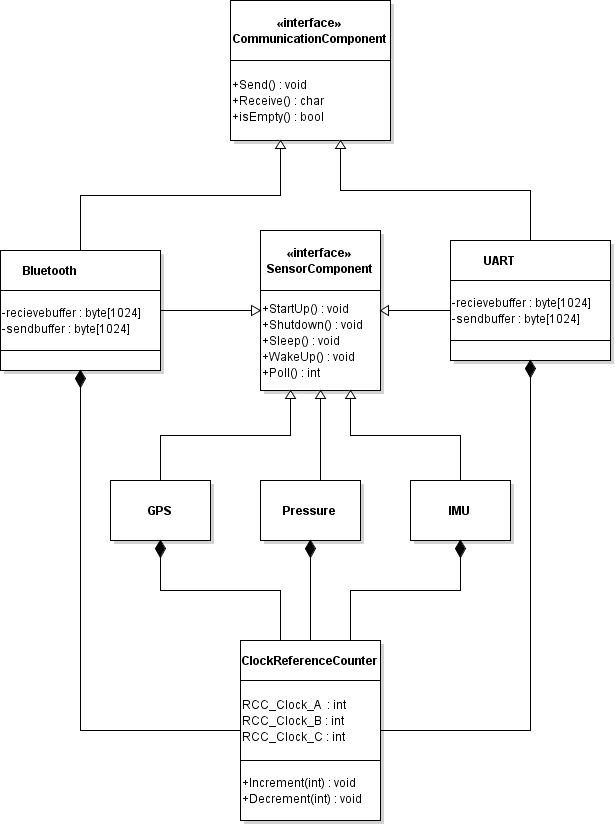 «interface»
CommunicationComponent
+Send() : void
+Receive() : char
+isEmpty() : bool
Bluetooth
-recievebuffer : byte[1024]
-sendbuffer : byte[1024]
«interface»
SensorComponent
+StartUp() : void
+Shutdown() : void
+Sleep() : void
+WakeUp() : void
+Poll() : int
UART
-recievebuffer : byte[1024]
-sendbuffer : byte[1024]
GPS
Pressure
IMU
ClockReferenceCounter
RCC_Clock_A : int
RCC_Clock_B : int
RCC_Clock_C : int
+Increment(int) : void
+Decrement(int) : void